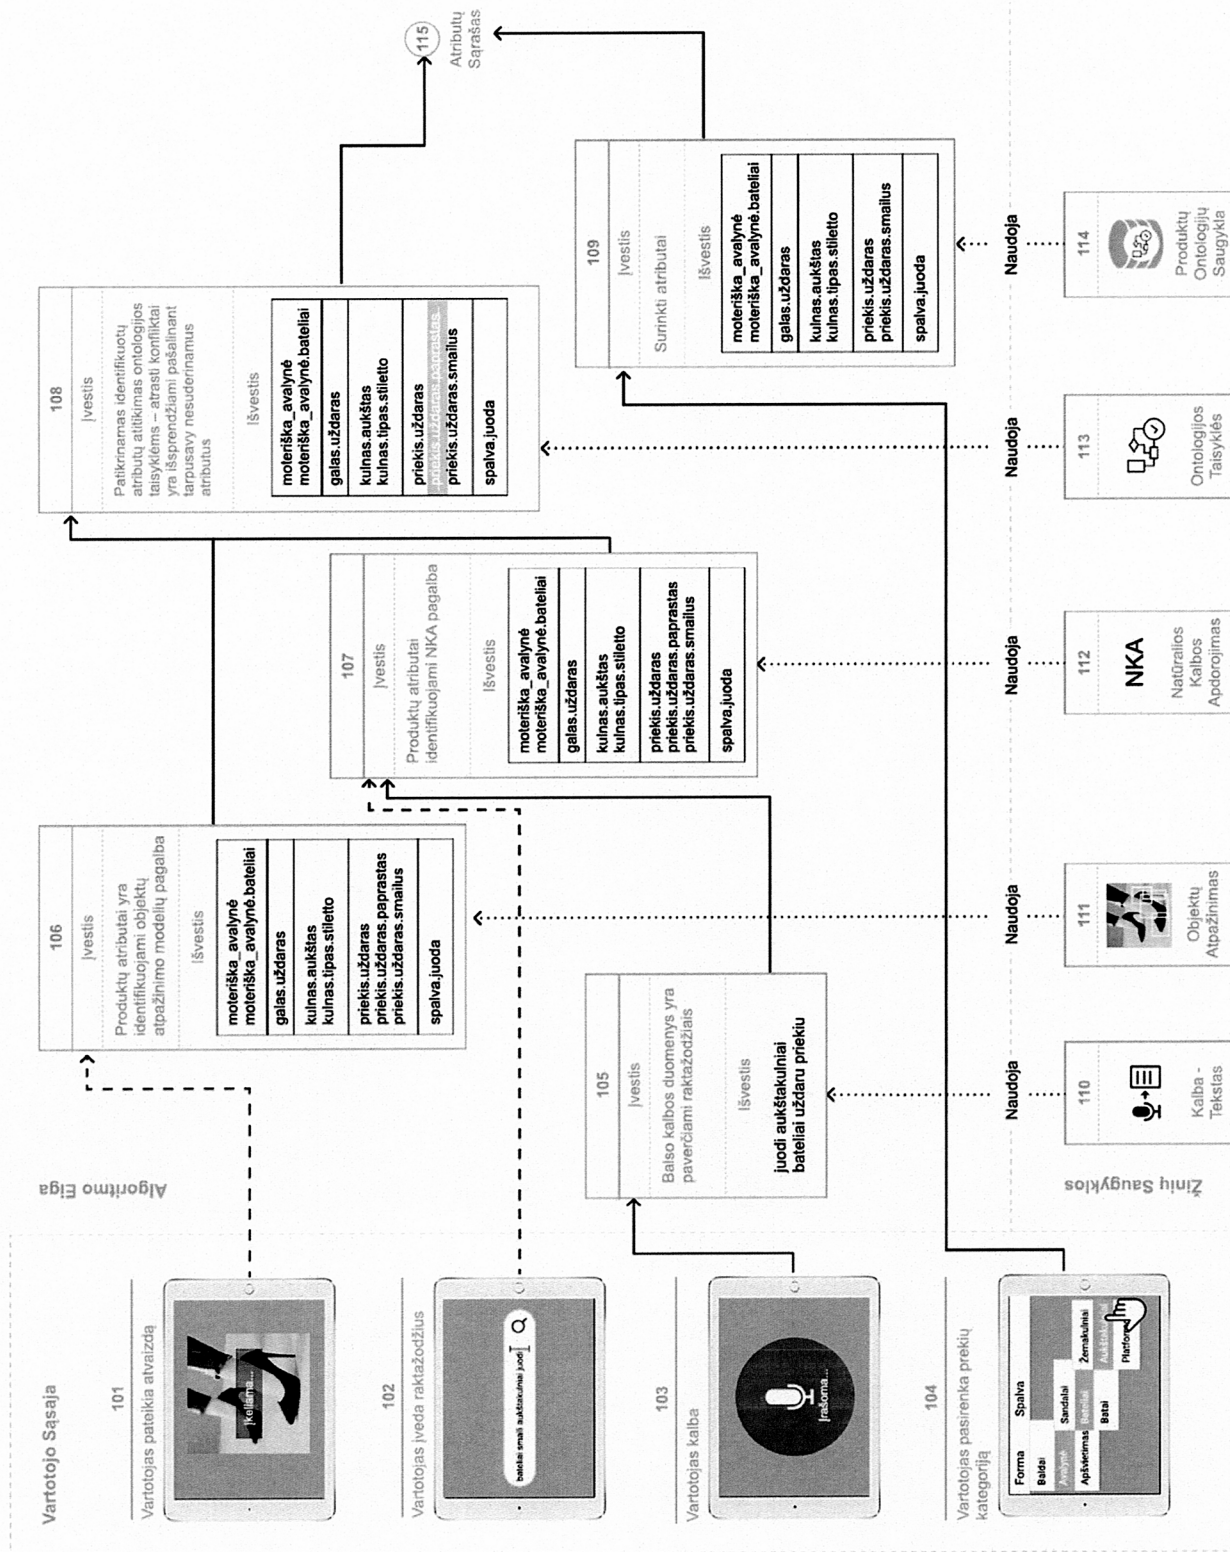 Vartotojo Sąsaja
101
Vartotojas pateikia atvaizdą
Įkeliama...
102
Vartotojas įveda raktažodžius
bateliai smaili aukštakulniai juodi
103
Vartotojas kalba
Įrašoma...
104
Vartotojas pasirenka prekių
kategoriją
Forma
Spalva
Baldai
Avalynė
Sandalai
Apšvietimas
Bateliai
Žemakulniai
Batai
Aukštakulniai
Algoritmo Eiga
105
Įvestis
Balso kalbos duomenys yra
paverčiami raktažodžiais
Išvestis
juodi aukštakulniai
bateliai uždaru priekiu
106
Įvestis
Produktų atributai yra
identifikuojami objektų
atpažinimo modelių pagalba
Išvestis
moteriška_avalynė
moteriška_avalynė.bateliai
galas.uždaras
kulnas.aukštas
kulnas.tipas.stiletto
priekis.uždaras
priekis.uždaras.paprastas
priekis.uždaras.smailus
spalva.juoda
107
Įvestis
Produktų atributai
identifikuojami NKA pagalba
Išvestis
moteriška_avalynė
moteriška_avalynė.bateliai
galas.uždaras
kulnas.aukštas
kulnas.tipas.stiletto
priekis.uždaras
priekis.uždaras.paprastas
priekis.uždaras.smailus
spalva.juoda
108
Įvestis
Patikrinamas identifikuotų
atributų atitikimas ontologijos
taisyklėms – atrasti konfliktai
yra išsprendžiami pašalinant
tarpusavy nesuderinamus
atributus
Išvestis
moteriška_avalynė
moteriška_avalynė.bateliai
galas.uždaras
kulnas.aukštas
kulnas.tipas.stiletto
priekis.uždaras
priekis.uždaras.paprastas
priekis.uždaras.smailus
spalva.juoda
109
Įvestis
Surinkti atributai
Išvestis
moteriška_avalynė
moteriška_avalynė.bateliai
galas.uždaras
kulnas.aukštas
kulnas.tipas.stiletto
priekis.uždaras
priekis.uždaras.smailus
spalva.juoda
115
Atributų
Sąrašas
Naudoja
Naudoja
Naudoja
Naudoja
Naudoja
Žinių Saugyklos
110
Kalba -
Tekstas
111
Objektų
Atpažinimas
112
NKA
Natūralios
Kalbos
Apdorojimas
113
Ontologijos
Taisyklės
114
Produktų
Ontologijų
Saugykla